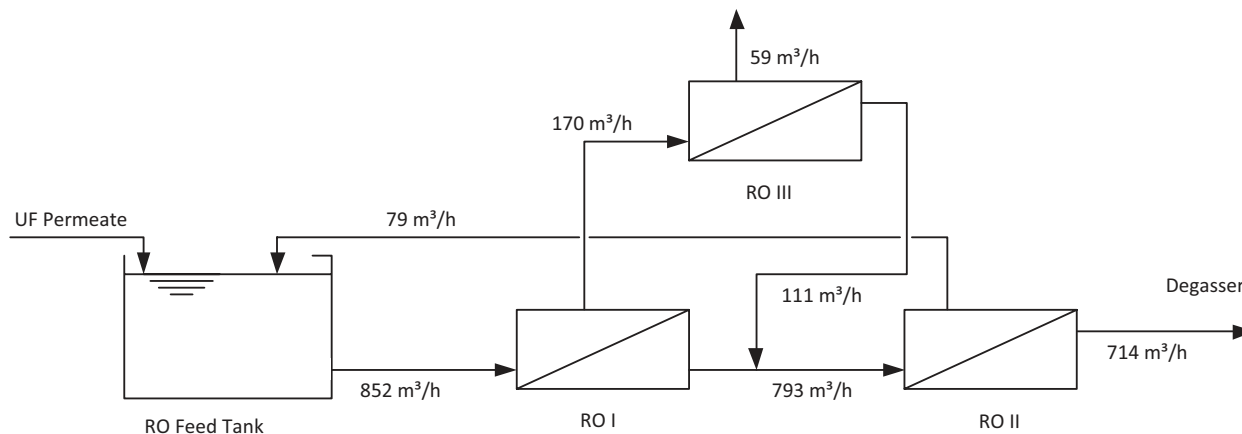 59 m³/h
170 m³/h
RO III
UF Permeate
79 m³/h
111 m³/h
Degasser
714 m³/h
852 m³/h
793 m³/h
RO Feed Tank
RO I
RO II